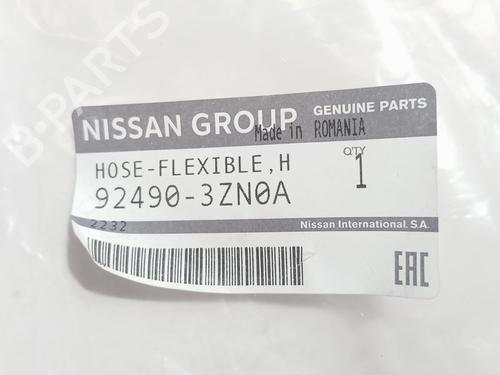 B-PARTS
NISSAN GROUP
GENUINE PARTS
Made in ROMANIA
HOSE-FLEXIBLE,H
QTY
92490-3ZN0A
1
2232
Nissan International. S.A.
EAC